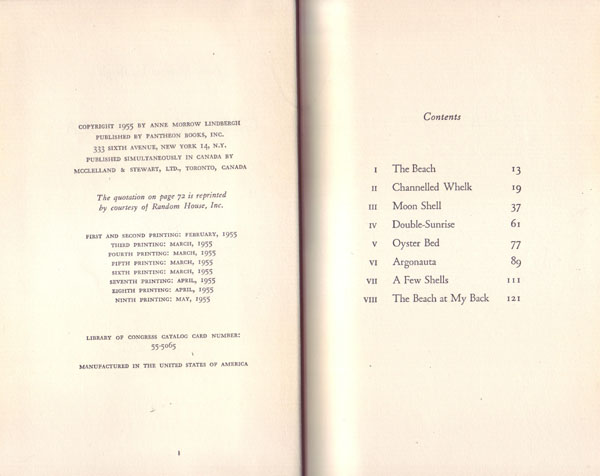 COPYRIGHT 1955 BY ANNE MORROW LINDBERGH
PUBLISHED BY PANTHEON BOOKS, INC.
333 SIXTH AVENUE, NEW YORK 14, N.Y.
PUBLISHED SIMULYANEOUSLY IN CANADA BY
MCCLELLAND & STEWART, LTD., TORONTO, CANADA
The quotation on page 72 is reprinted
by courtesy of Random House, Inc.
FIRST AND SECOND PRINTING: FEBRUARY, 1955
THIRD PRINTING: MARCH, 1955
FOURTH PRINTING: MARCH, 1955
FIFTH PRINTING: MARCH, 1955
SIXTH PRINTING: MARCH, 1955
SEVENTH PRINTING: APRIL, 1955
EIGHTH PRINTING: APRIL, 1955
NINTH PRINTING: MAY, 1955
LIBRARY OF CONGRESS CATALOG CARD NUMBER:
55-5065
MANUFACTURED IN THE UNITED STATES OF AMERICA
Contents
I The Beach 13
II Channelled Whelk 19
III Moon Shell 37
IV Double-Sunrise 61
V Oyster Bed 77
VI Argonauta 89
VII A Few Shells 111
VIII The Beach at My Back 121